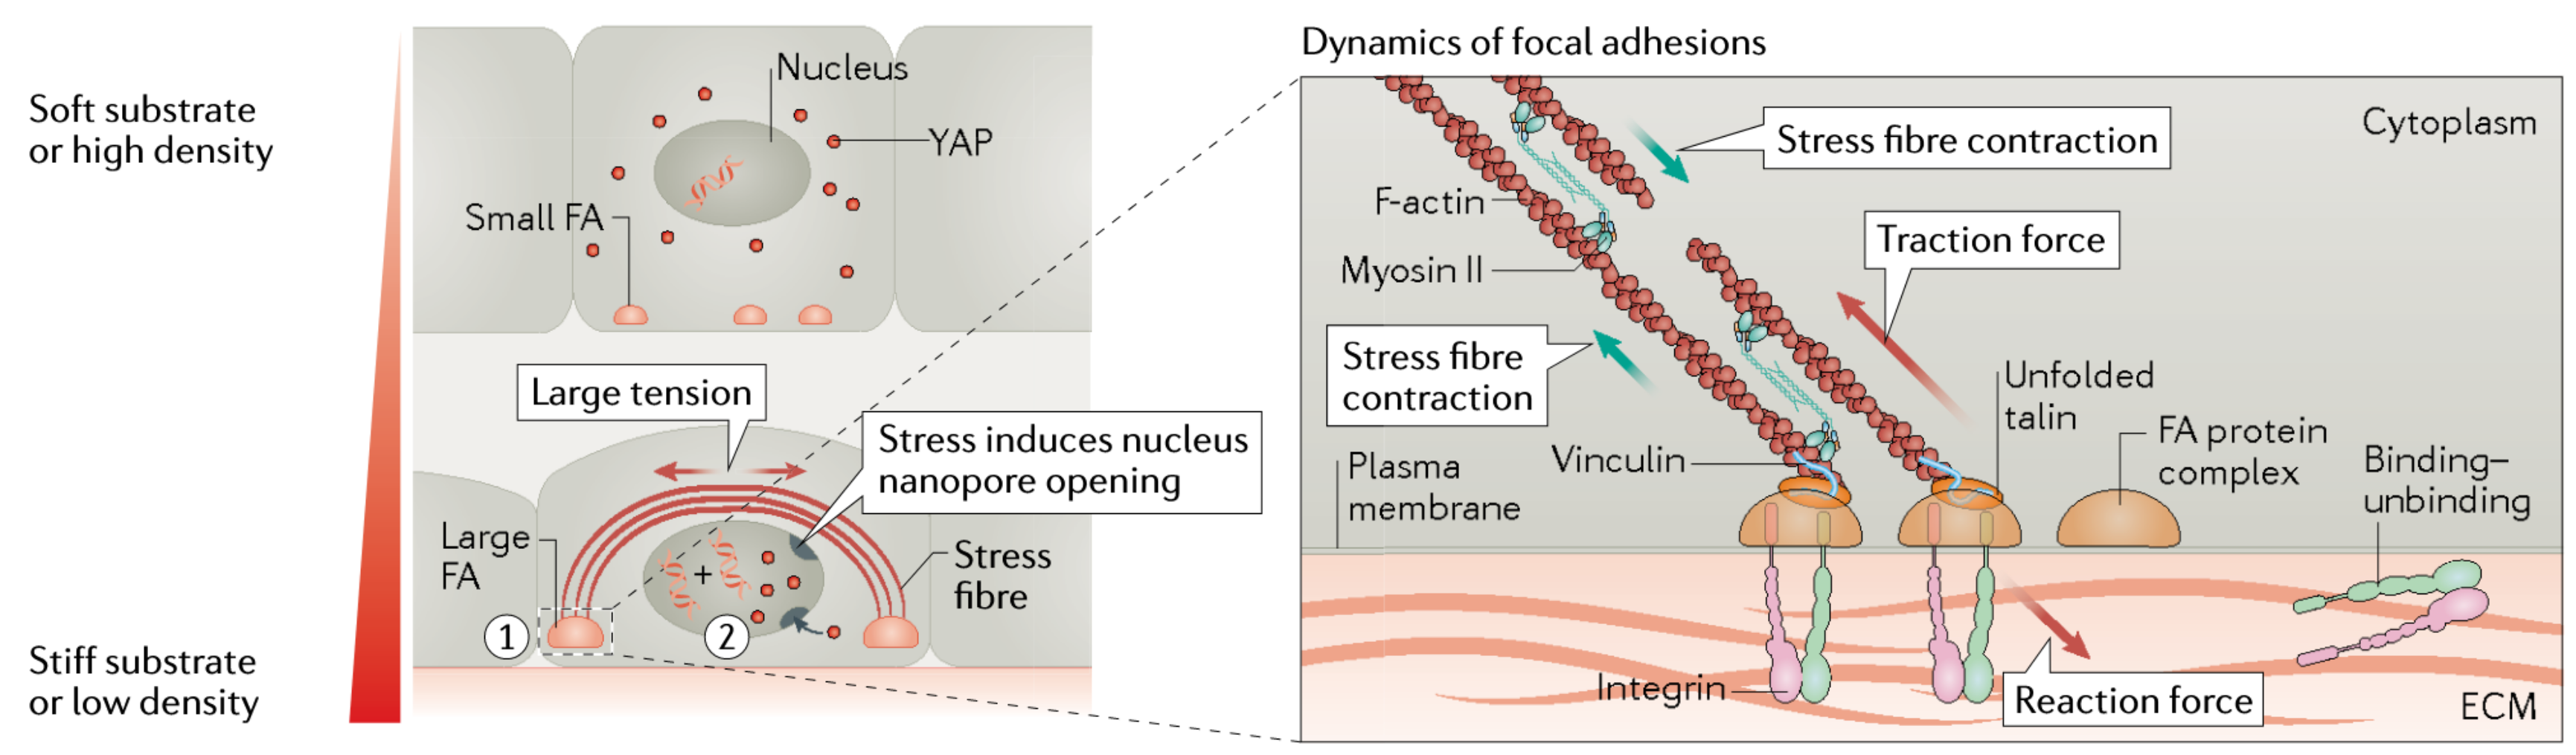 Soft substrate
or high density
Nucleus
YAP
Small FA
Large tension
Stress induces nucleus
nanopore opening
Large
FA
+
Stress
fibre
1
2
Stiff substrate
or low density
Dynamics of focal adhesions
Cytoplasm
Stress fibre contraction
F-actin
Traction force
Myosin II
Stress fibre
contraction
Unfolded
talin
FA protein
complex
Vinculin
Plasma
membrane
Binding–
unbinding
Integrin
Reaction force
ECM